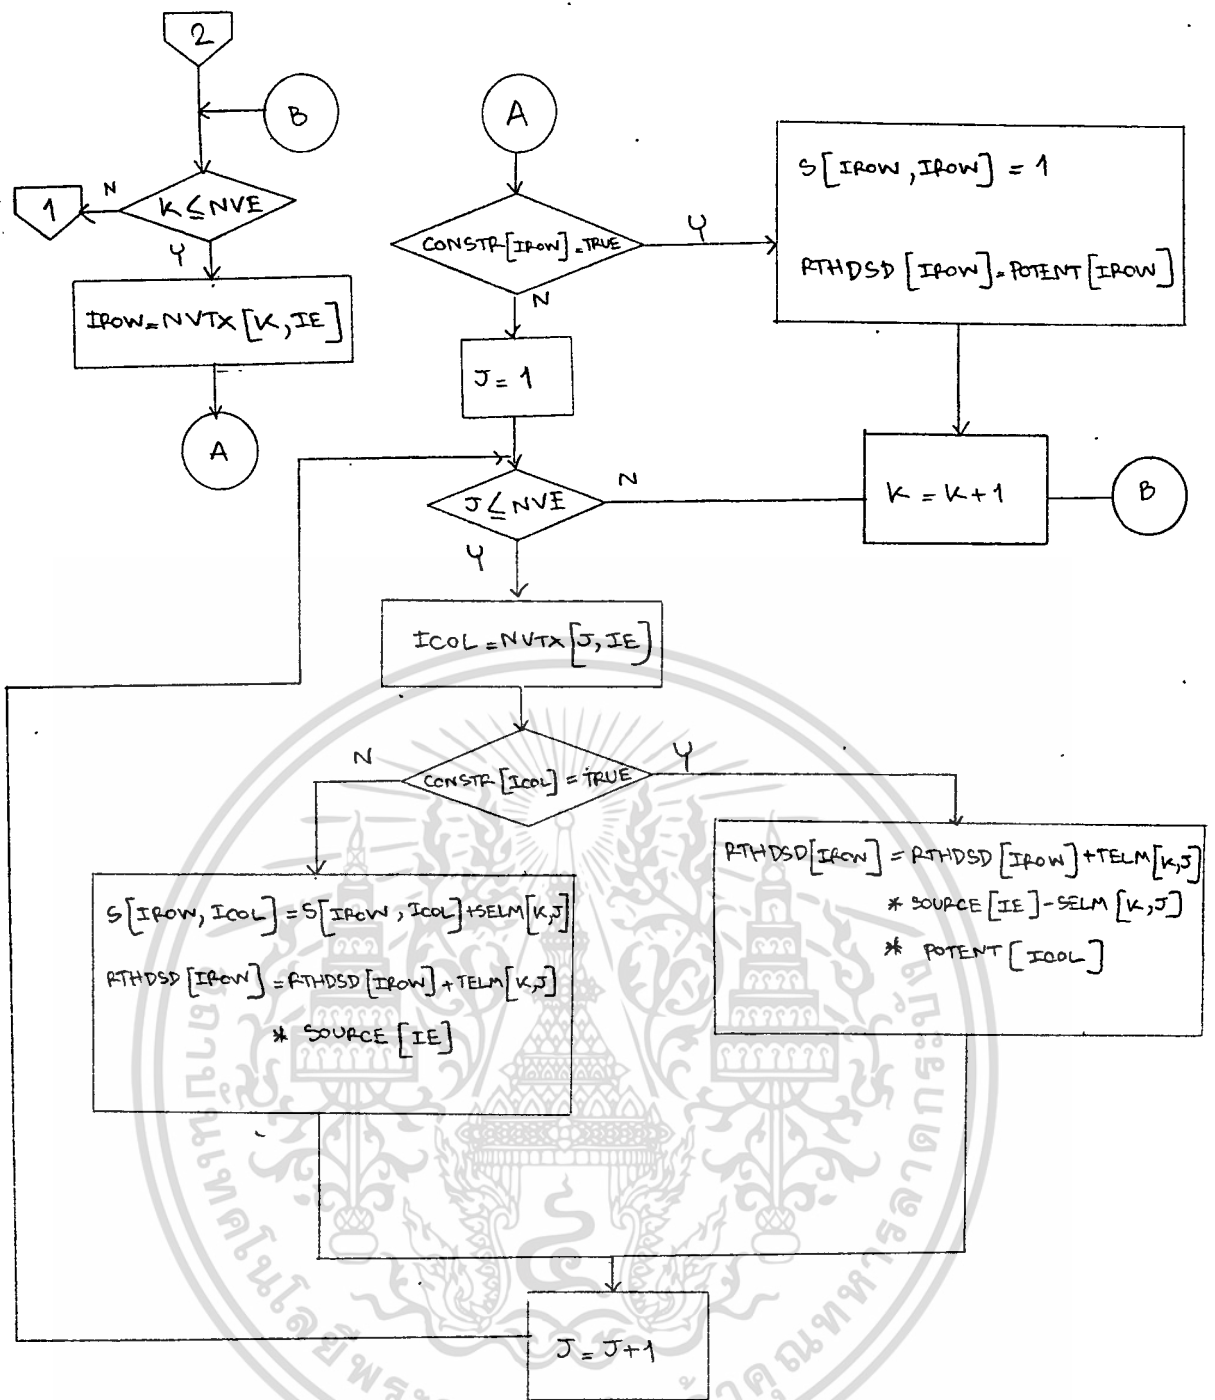 2
B
N
1
K ≤ NVE
Y
IROW = NVTX [K, IE]
A
A
CONSTR [IROW] = TRUE
Y
N
S [IROW, IROW] = 1
RTHDSD [IROW] = POTENT [IROW]
J = 1
J ≤ NVE
N
Y
K = K + 1
B
ICOL = NVTX [J, IE]
CONSTR [ICOL] = TRUE
N
Y
S [IROW, ICOL] = S [IROW, ICOL] + SELM [K, J]
RTHDSD [IROW] = RTHDSD [IROW] + TELM [K, J]
* SOURCE [IE]
RTHDSD [IROW] = RTHDSD [IROW] + TELM [K, J]
* SOURCE [IE] - SELM [K, J]
* POTENT [ICOL]
J = J + 1